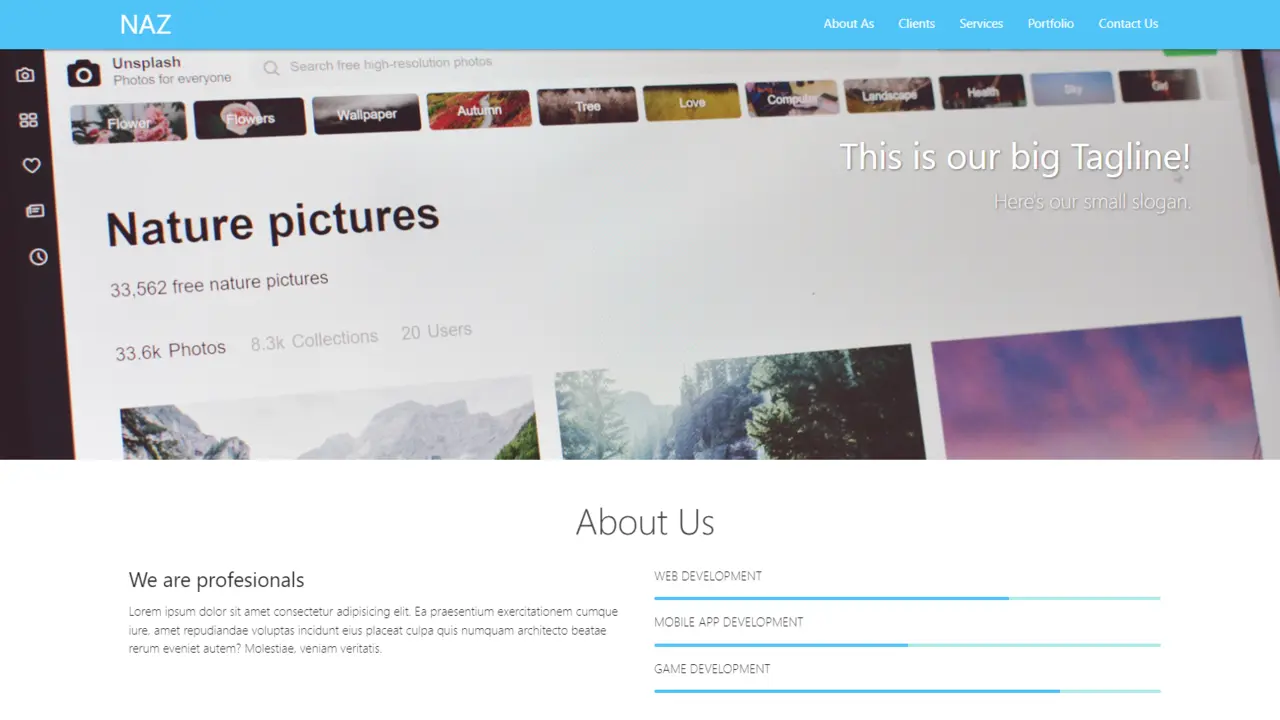 NAZ
About As
Clients
Services
Portfolio
Contact Us
Unsplash
Photos for everyone
Search free high-resolution photos
Flower
Flowers
Wallpaper
Autumn
Tree
Love
Computer
Landscape
Health
Sky
Girl
This is our big Tagline!
Here's our small slogan.
Nature pictures
33,562 free nature pictures
33.6k Photos
8.3k Collections
20 Users
About Us
We are profesionals
Lorem ipsum dolor sit amet consectetur adipisicing elit. Ea praesentium exercitationem cumque
iure, amet repudiandae voluptas incidunt eius placeat culpa quis numquam architecto beatae
rerum eveniet autem? Molestiae, veniam veritatis.
WEB DEVELOPMENT
MOBILE APP DEVELOPMENT
GAME DEVELOPMENT